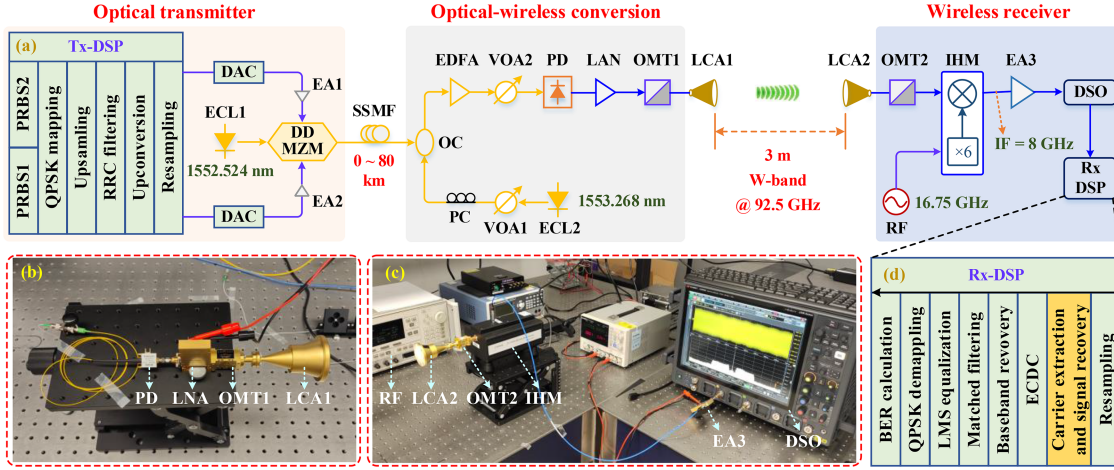 Optical transmitter
Optical-wireless conversion
Wireless receiver
(a)
Tx-DSP
PRBS1
PRBS2
QPSK mapping
Upsamling
RRC filtering
Upconversion
Resampling
DAC
DAC
EA1
EA2
ECL1
1552.524 nm
DD
MZM
SSMF
0 ~ 80
km
OC
EDFA
VOA2
PD
LAN
OMT1
LCA1
PC
VOA1
ECL2
1553.268 nm
3 m
W-band
@ 92.5 GHz
LCA2
OMT2
IHM
×6
EA3
DSO
IF = 8 GHz
Rx
DSP
RF
16.75 GHz
(b)
PD
LNA
OMT1
LCA1
(c)
RF
LCA2
OMT2
IHM
EA3
DSO
(d)
Rx-DSP
BER calculation
QPSK demapping
LMS equalization
Matched filtering
Baseband revovery
ECDC
Carrier extraction
and signal recovery
Resampling